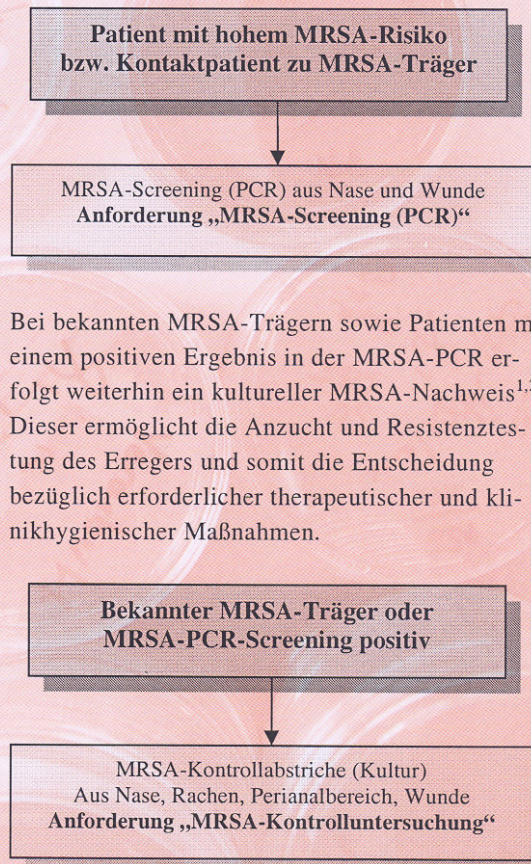 Patient mit hohem MRSA-Risiko
bzw. Kontaktpatient zu MRSA-Träger
MRSA-Screening (PCR) aus Nase und Wunde
Anforderung „MRSA-Screening (PCR)“
Bei bekannten MRSA-Trägern sowie Patienten m
einem positiven Ergebnis in der MRSA-PCR er-
folgt weiterhin ein kultureller MRSA-Nachweis1,
Dieser ermöglicht die Anzucht und Resistenztes-
tung des Erregers und somit die Entscheidung
bezüglich erforderlicher therapeutischer und kli-
nikhygienischer Maßnahmen.
Bekannter MRSA-Träger oder
MRSA-PCR-Screening positiv
MRSA-Kontrollabstriche (Kultur)
Aus Nase, Rachen, Perianalbereich, Wunde
Anforderung „MRSA-Kontrolluntersuchung“